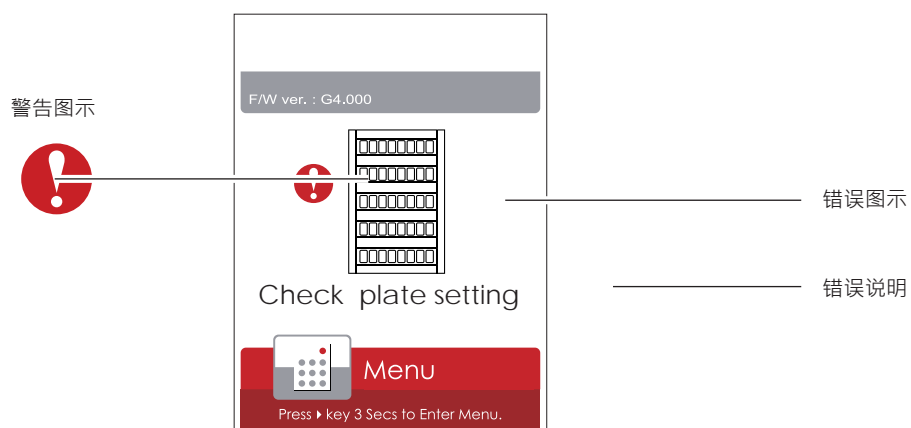 F/W ver. : G4.000
警告图示
错误图示
错误说明
Check plate setting
Menu
Press ▶ key 3 Secs to Enter Menu.